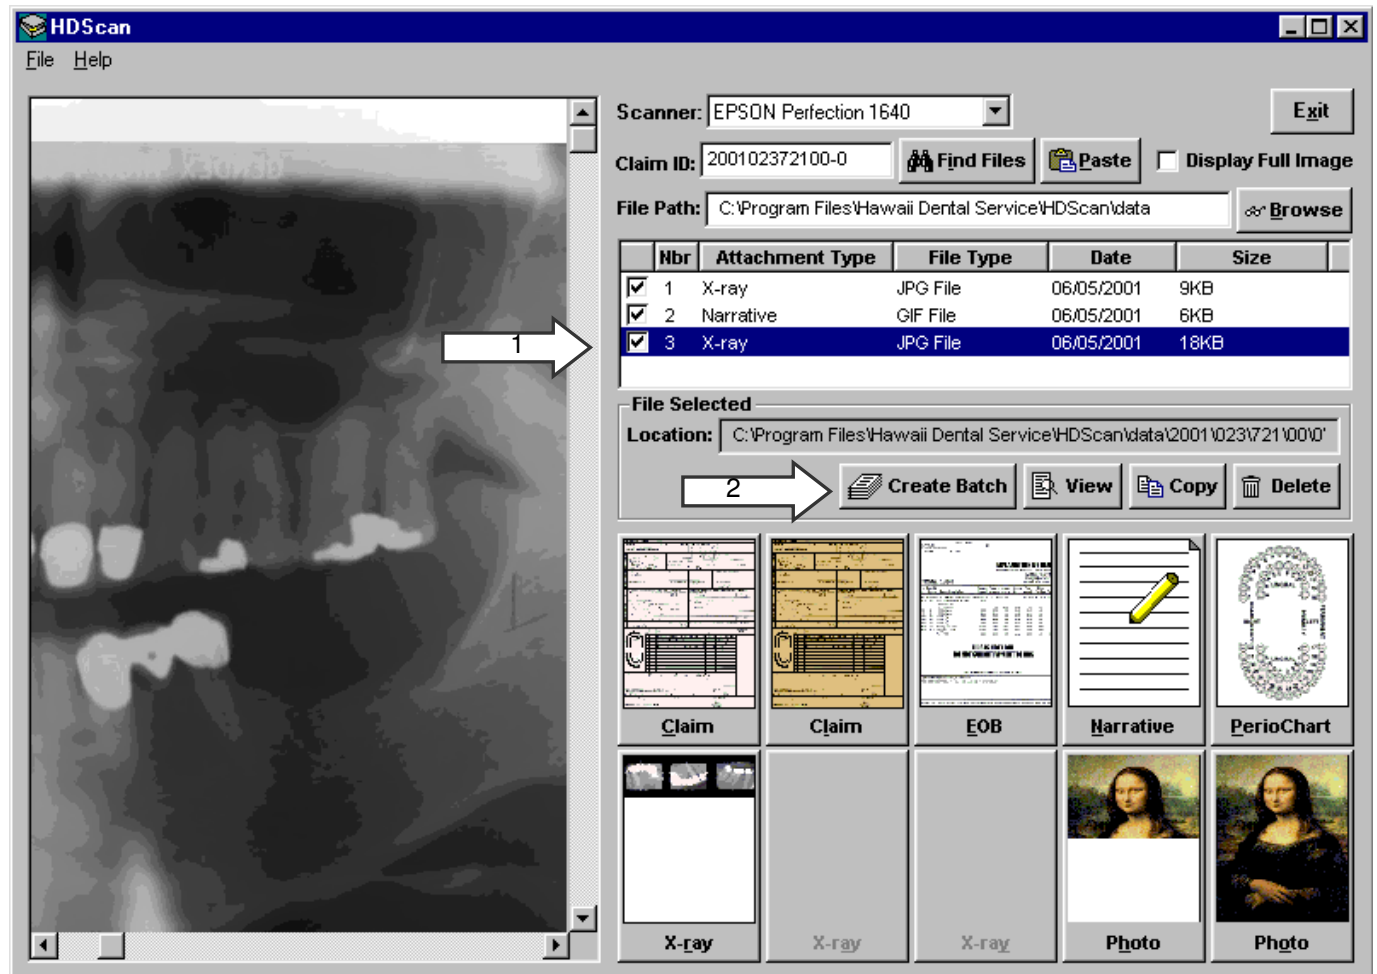 HDScan
File Help
Scanner: EPSON Perfection 1640
Exit
Claim ID: 200102372100-0 Find Files Paste Display Full Image
File Path: C:\Program Files\Hawaii Dental Service\HDScan\data Browse
Nbr Attachment Type File Type Date Size
1 X-ray JPG File 06/05/2001 9KB
2 Narrative GIF File 06/05/2001 6KB
3 X-ray JPG File 06/05/2001 18KB
1
File Selected
Location: C:\Program Files\Hawaii Dental Service\HDScan\data\2001\023\721\00\0'
2
Create Batch View Copy Delete
Claim Claim EOB Narrative PerioChart
X-ray X-ray X-ray Photo Photo